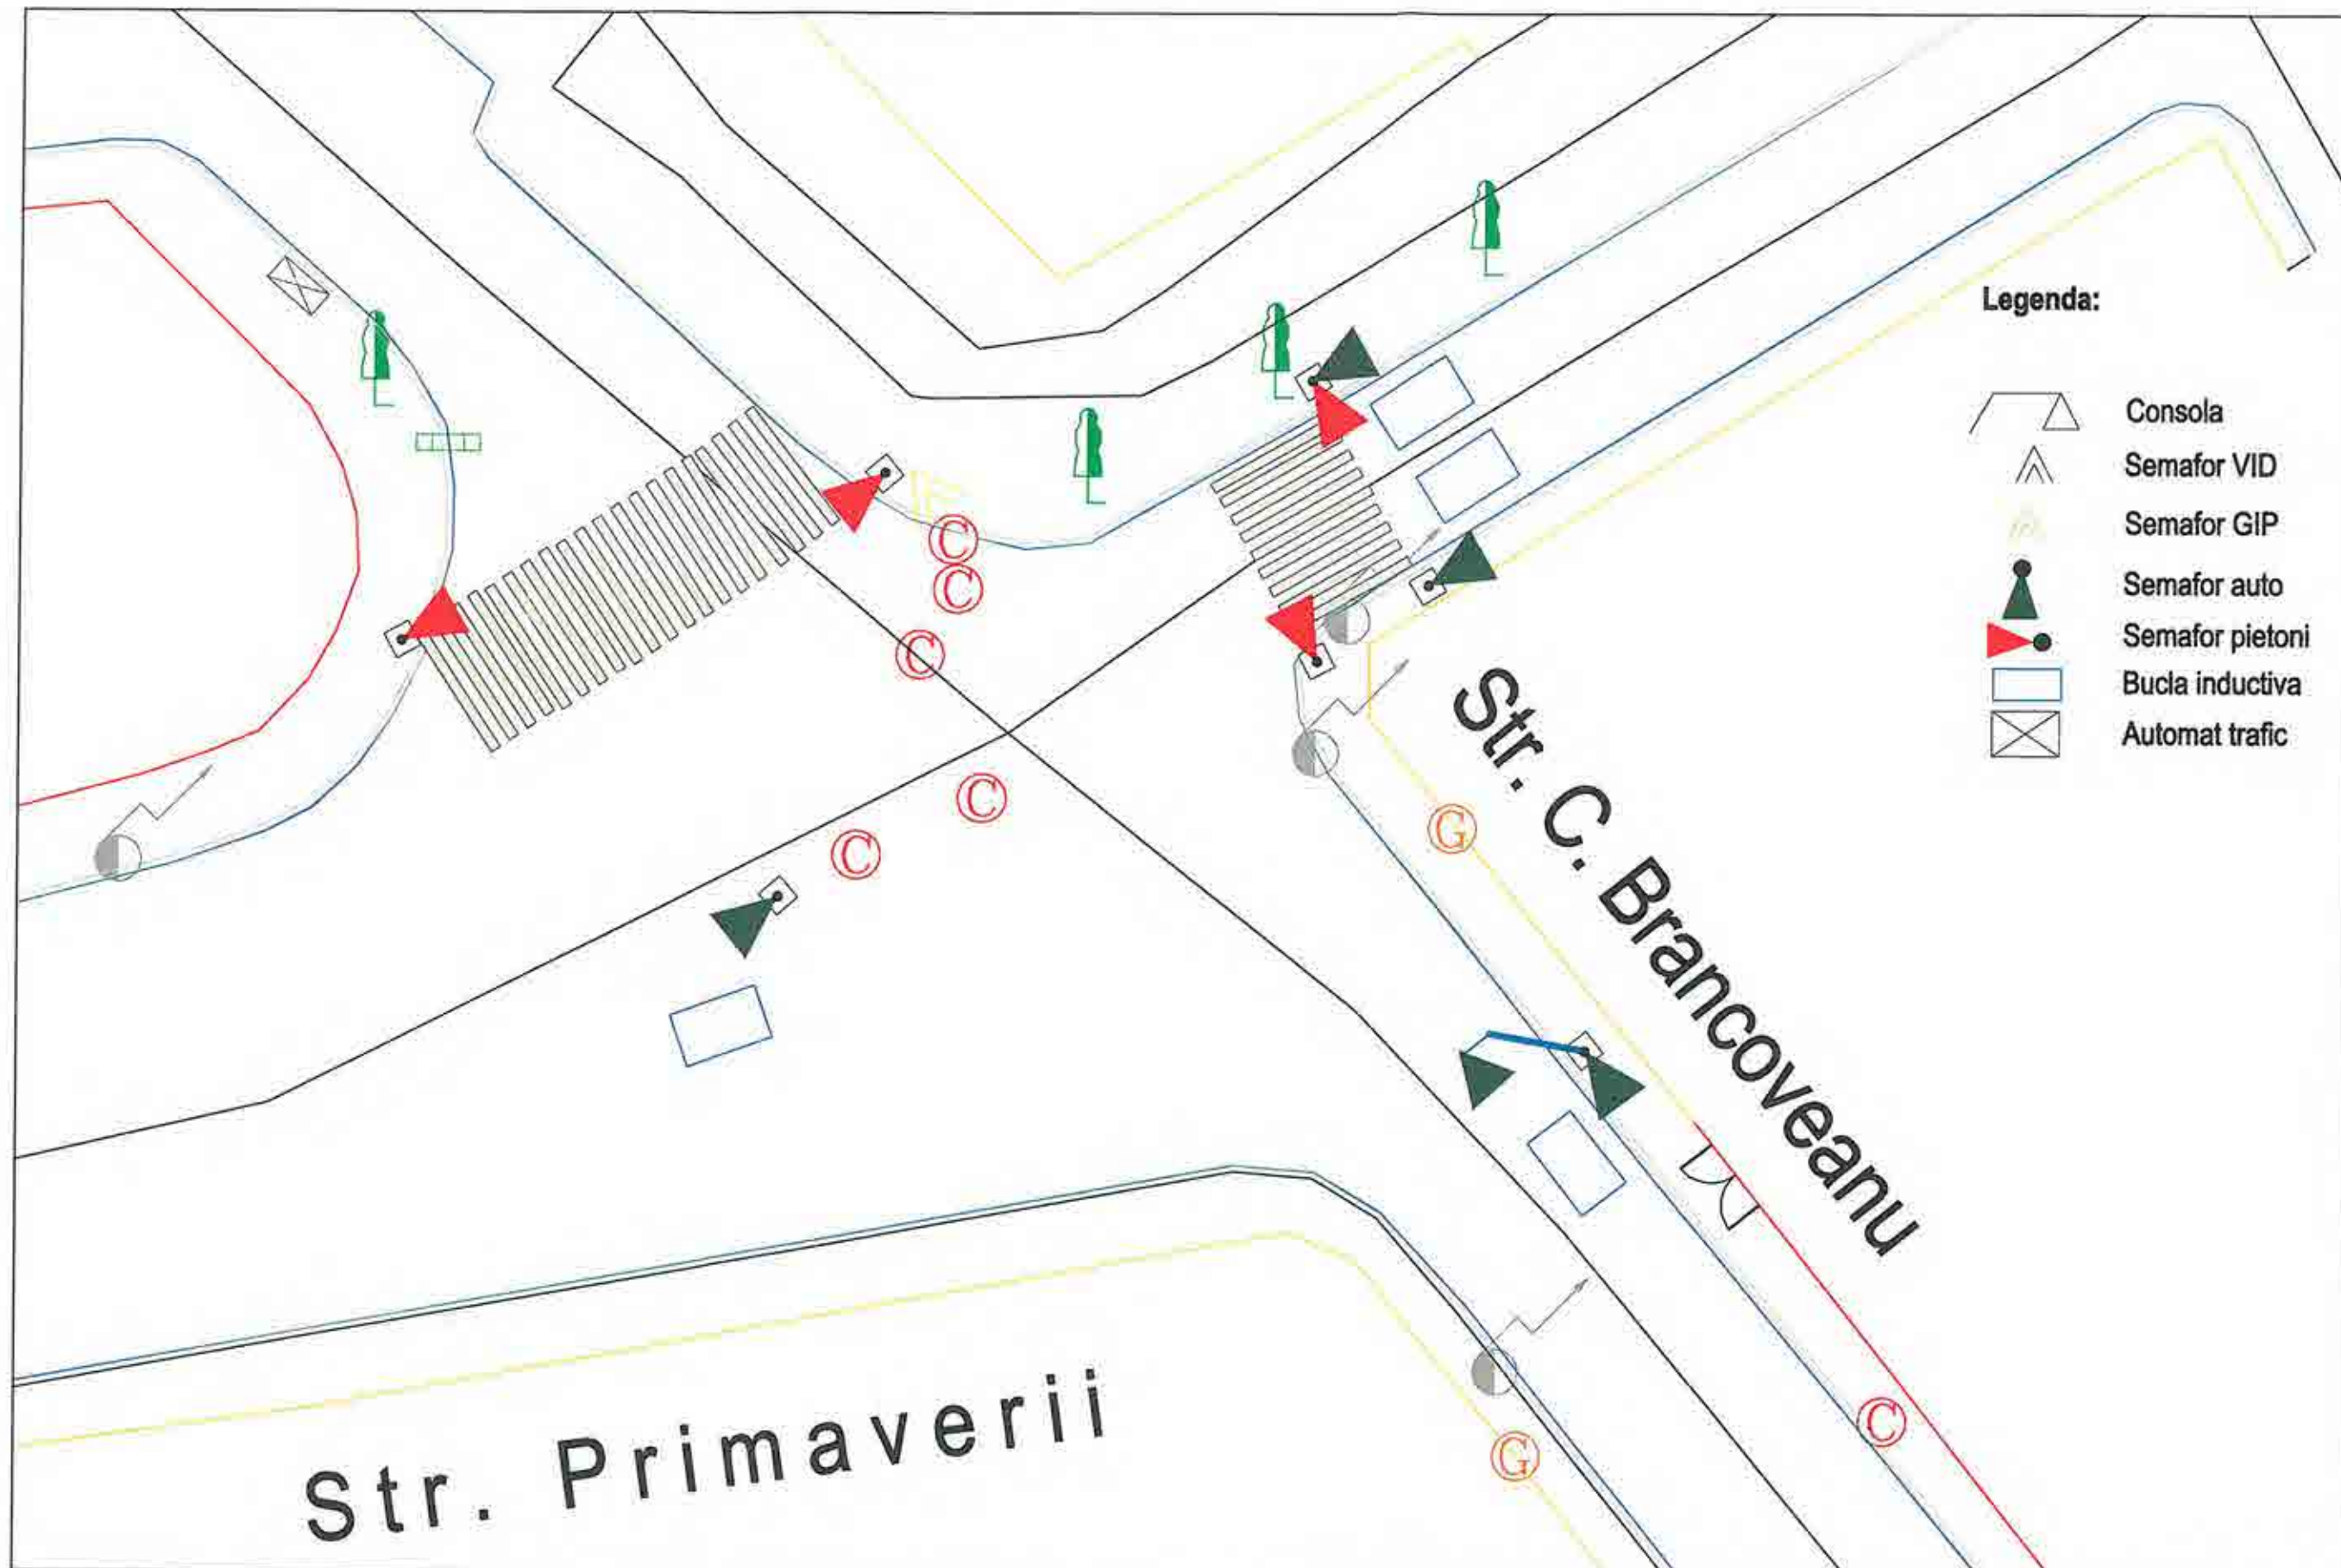 Legenda:
Consola
Semafor VID
Semafor GIP
Semafor auto
Semafor pietoni
Bucla inductiva
Automat trafic
C
C
C
C
C
G
Str. C. Brancoveanu
C
G
Str. Primaverii